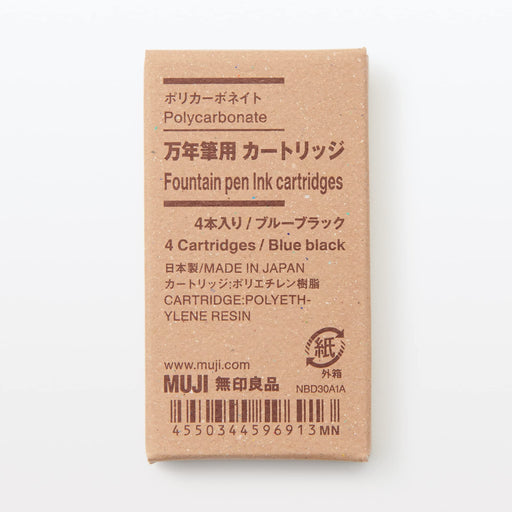 ポリカーボネイト
Polycarbonate
万年筆用 カートリッジ
Fountain pen Ink cartridges
4本入り / ブルーブラック
4 Cartridges / Blue black
日本製/MADE IN JAPAN
カートリッジ:ポリエチレン樹脂
CARTRIDGE:POLYETH-
YLENE RESIN
紙
外箱
www.muji.com
MUJI 無印良品
NBD30A1A
4550344596913MN